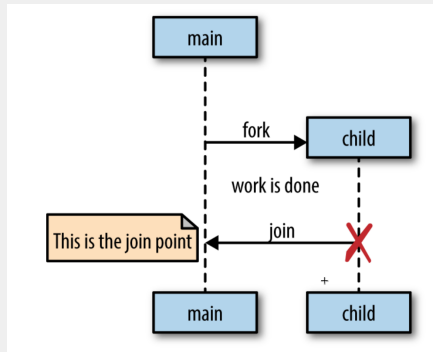 main
fork
child
work is done
This is the join point
join
+
main
child